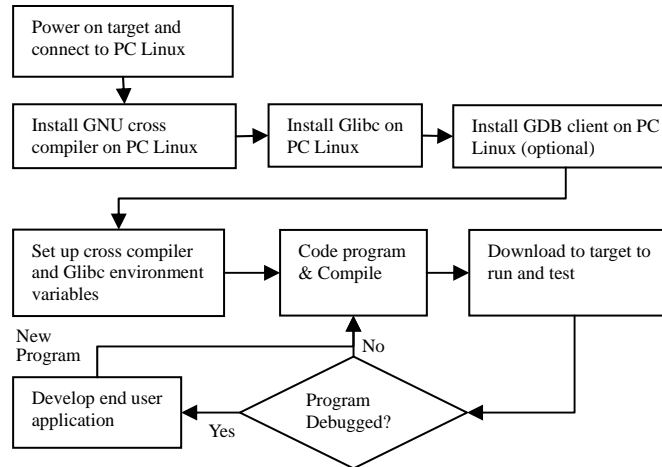 Power on target and
connect to PC Linux
Install GNU cross
compiler on PC Linux
Install Glibc on
PC Linux
Install GDB client on PC
Linux (optional)
Set up cross compiler
and Glibc environment
variables
Code program
& Compile
Download to target to
run and test
New
Program
No
Develop end user
application
Yes
Program
Debugged?